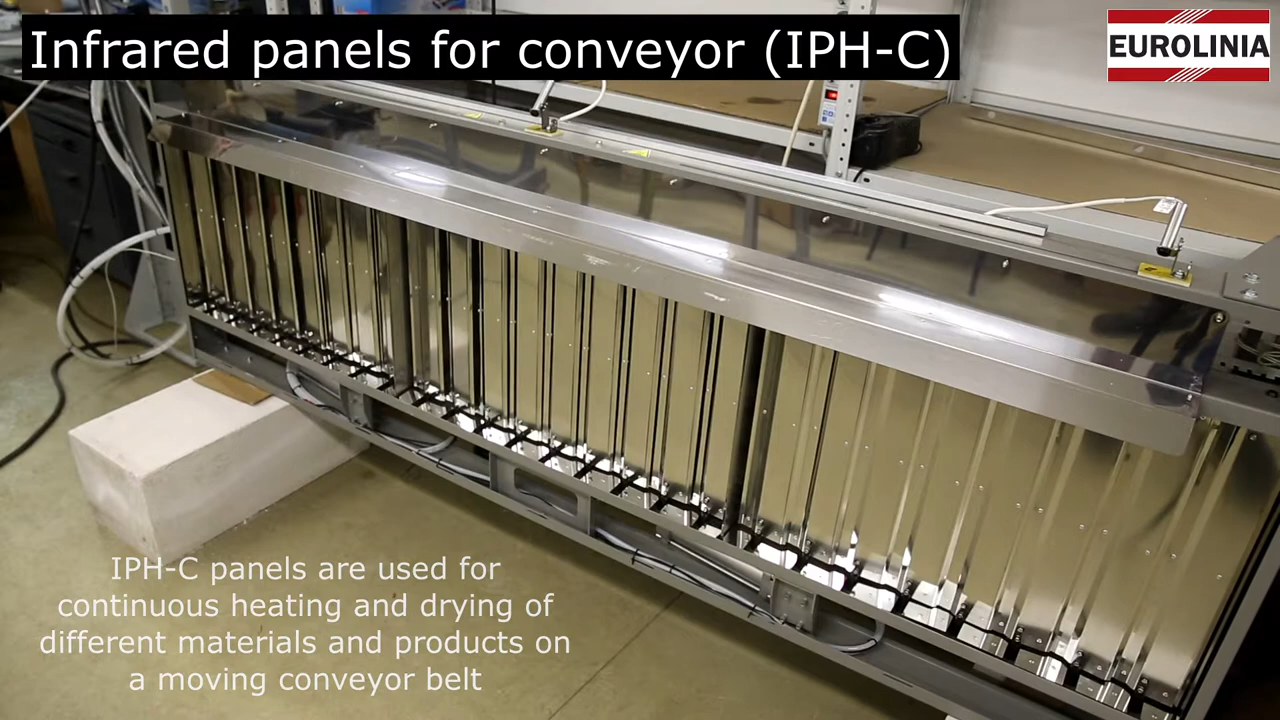 Infrared panels for conveyor (IPH-C)
EUROLINIA
IPH-C panels are used for
continuous heating and drying of
different materials and products on
a moving conveyor belt